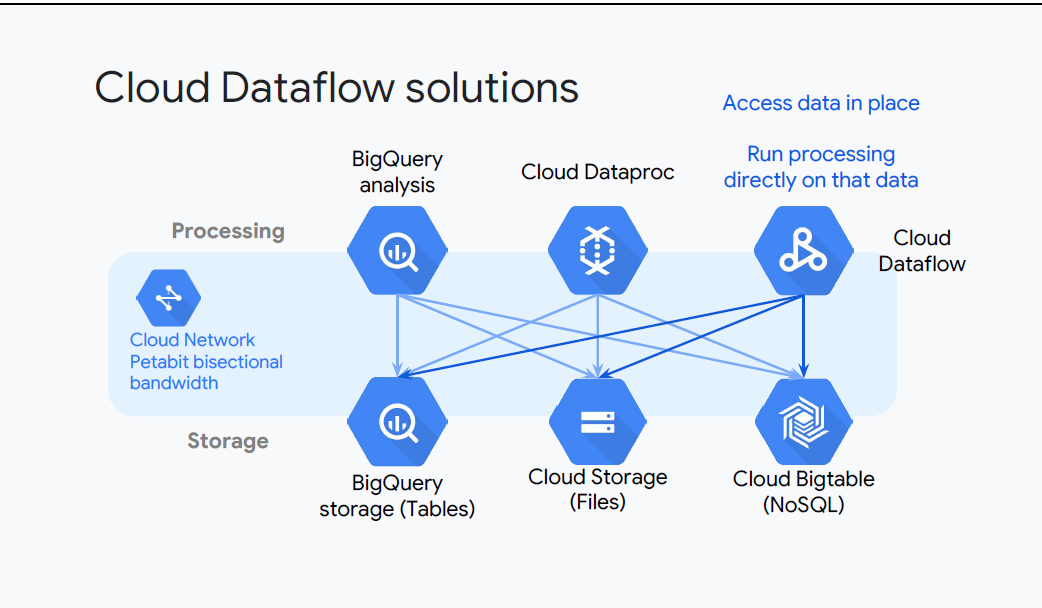 Cloud Dataflow solutions
Access data in place
Run processing
directly on that data
BigQuery
analysis
Cloud Dataproc
Cloud
Dataflow
Processing
Cloud Network
Petabit bisectional
bandwidth
Storage
BigQuery
storage (Tables)
Cloud Storage
(Files)
Cloud Bigtable
(NoSQL)